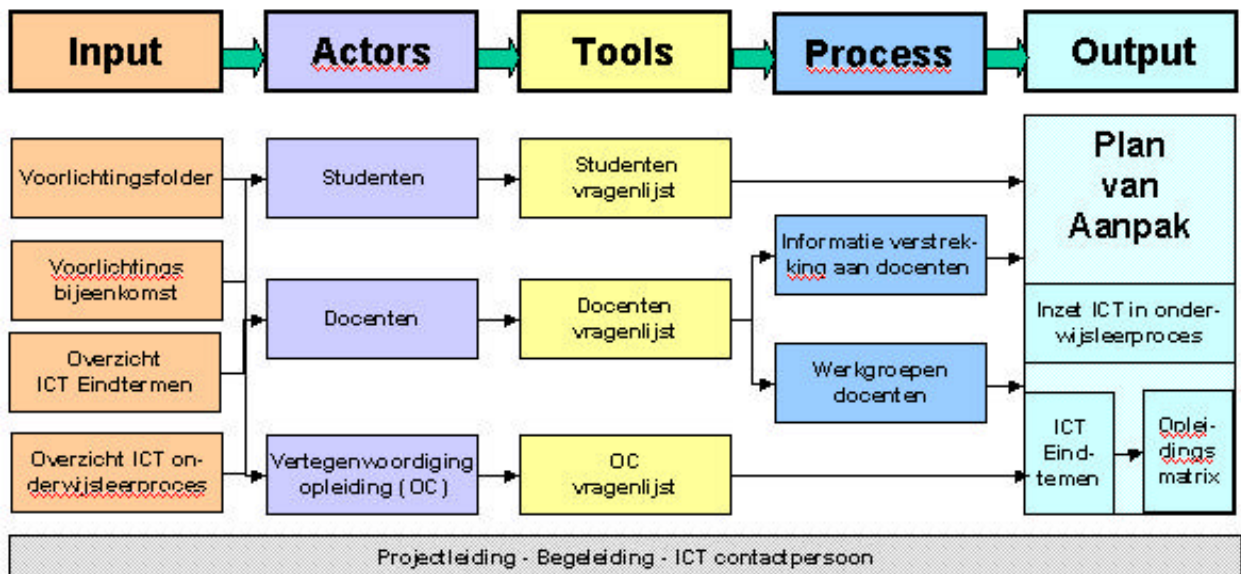 Input
Actors
Tools
Process
Output
Voorlichtingsfolder
Studenten
Studenten
vragenlijst
Plan
van
Aanpak
Voorlichtings
bijeenkomst
Informatie verstrek-
king aan docenten
Docenten
Docenten
vragenlijst
Inzet ICT in onder-
wijsleerproces
Overzicht
ICT Eindtermen
Werkgroepen
docenten
Overzicht ICT on-
derwijsleerproces
Vertegenwoordiging
opleiding (OC)
OC
vragenlijst
ICT
Eind-
temen
Oplei-
dings
matrix
Projectleiding - Begeleiding - ICT contactpersoon